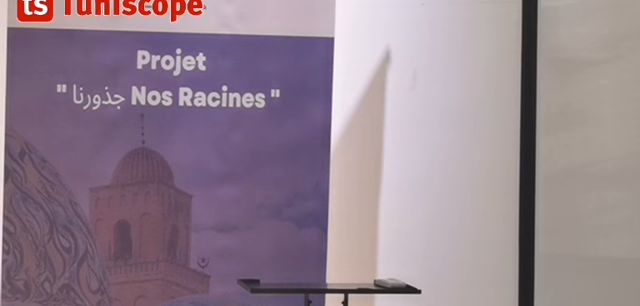 ts Tuniscope
Projet
" جذورنا Nos Racines "